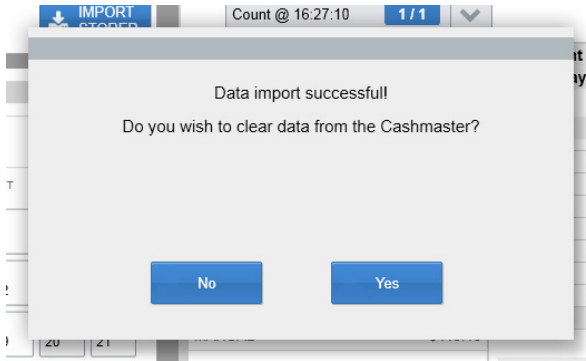 IMPORT
STORED
Count @ 16:27:10
1 / 1
Data import successful!
Do you wish to clear data from the Cashmaster?
No
Yes
20
21